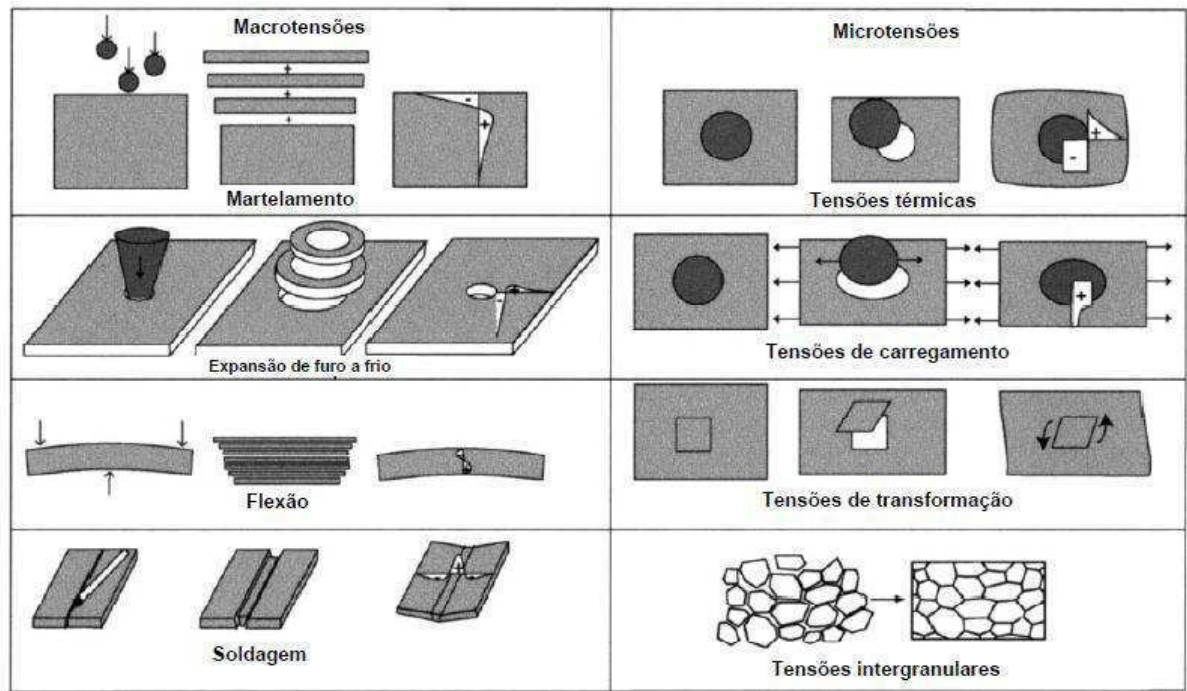 Macrotensões
Martelamento
Expansão de furo a frio
Flexão
Soldagem
Microtensões
Tensões térmicas
Tensões de carregamento
Tensões de transformação
Tensões intergranulares